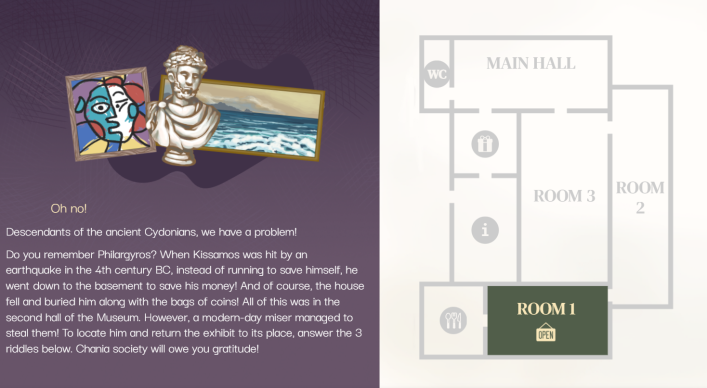 Oh no!
Descendants of the ancient Cydonians, we have a problem!
Do you remember Philargyros? When Kissamos was hit by an
earthquake in the 4th century BC, instead of running to save himself, he
went down to the basement to save his money! And of course, the house
fell and buried him along with the bags of coins! All of this was in the
second hall of the Museum. However, a modern-day miser managed to
steal them! To locate him and return the exhibit to its place, answer the 3
riddles below. Chania society will owe you gratitude!
WC
MAIN HALL
ROOM 3
ROOM
2
i
ROOM 1
OPEN